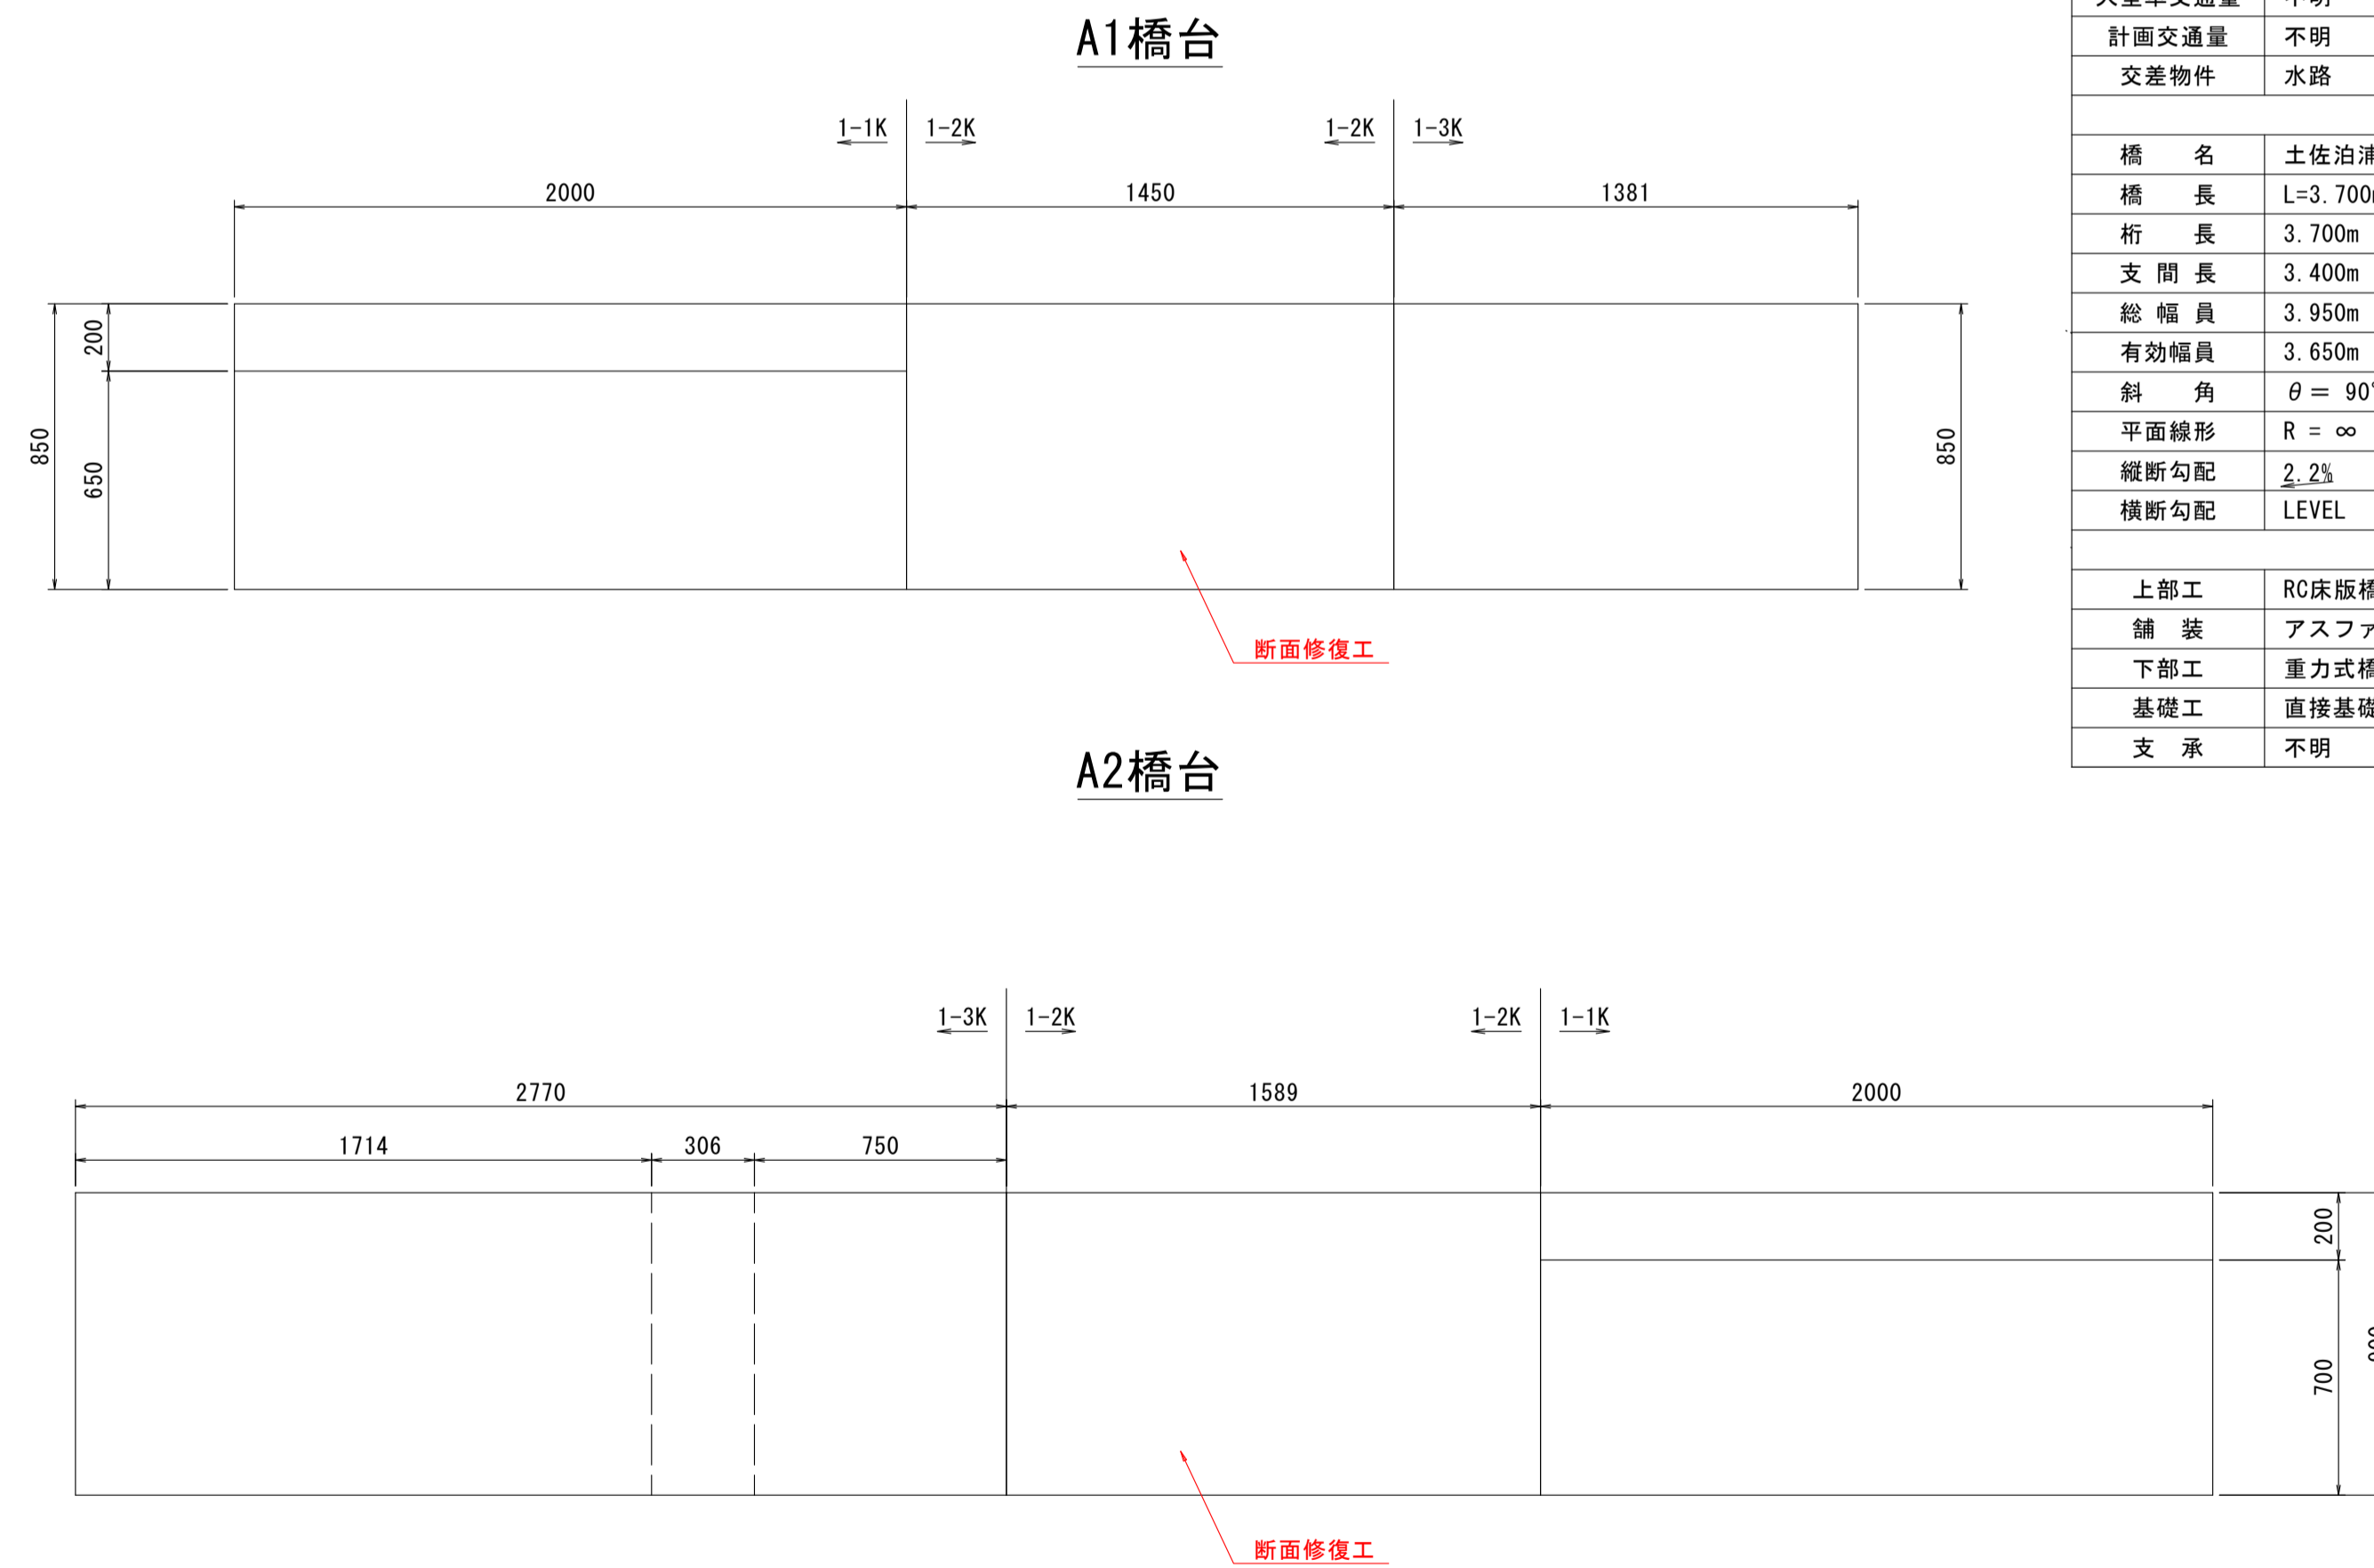 A1橋台
1-1K 1-2K 1-2K 1-3K
2000 1450 1381
200
850
650
850
断面修復工
A2橋台
1-3K 1-2K 1-2K 1-1K
2770 1589 2000
1714 306 750
200
700
断面修復工
計画交通量 不明
交差物件 水路
橋 名 土佐泊浦
橋 長 L=3.700m
桁 長 3.700m
支間長 3.400m
総幅員 3.950m
有効幅員 3.650m
斜 角 θ = 90°
平面線形 R = ∞
縦断勾配 2.2%
横断勾配 LEVEL
上部工 RC床版橋
舗 装 アスファ
下部工 重力式橋
基礎工 直接基礎
支 承 不明